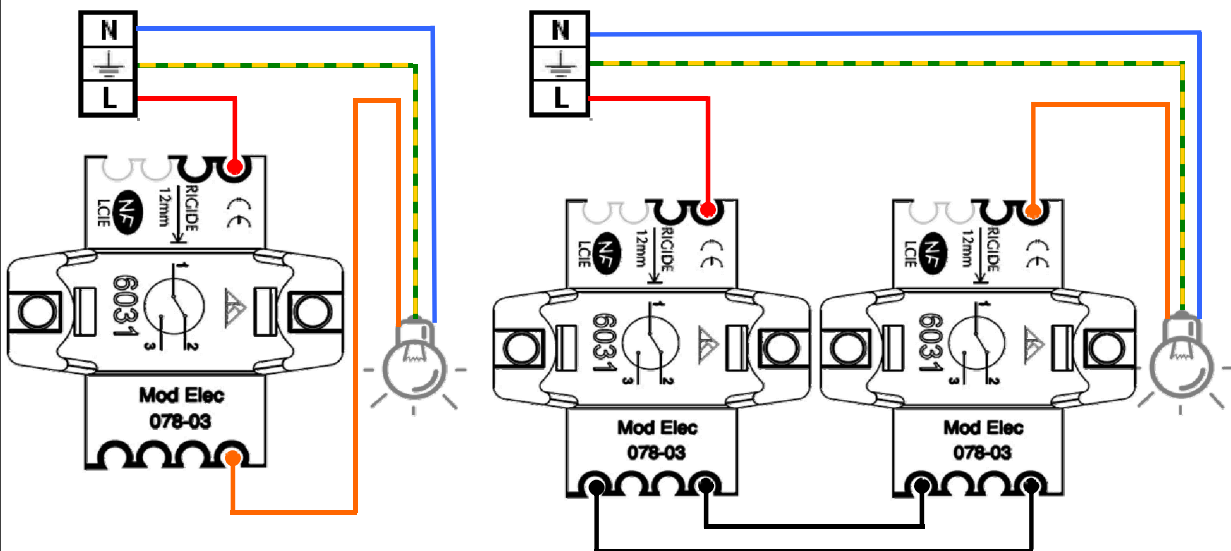 N
L
RIGIDE
12mm
NF
LCIE
CE
6031
1
3
2
Mod Elec
078-03
N
L
RIGIDE
12mm
NF
LCIE
CE
6031
1
3
2
Mod Elec
078-03
RIGIDE
12mm
NF
LCIE
CE
6031
1
3
2
Mod Elec
078-03